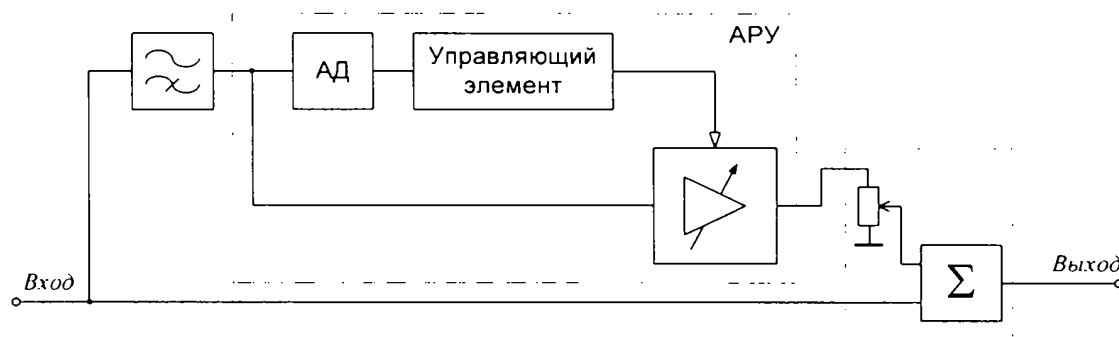 АРУ
АД
Управляющий
элемент
Вход
Σ
Выход